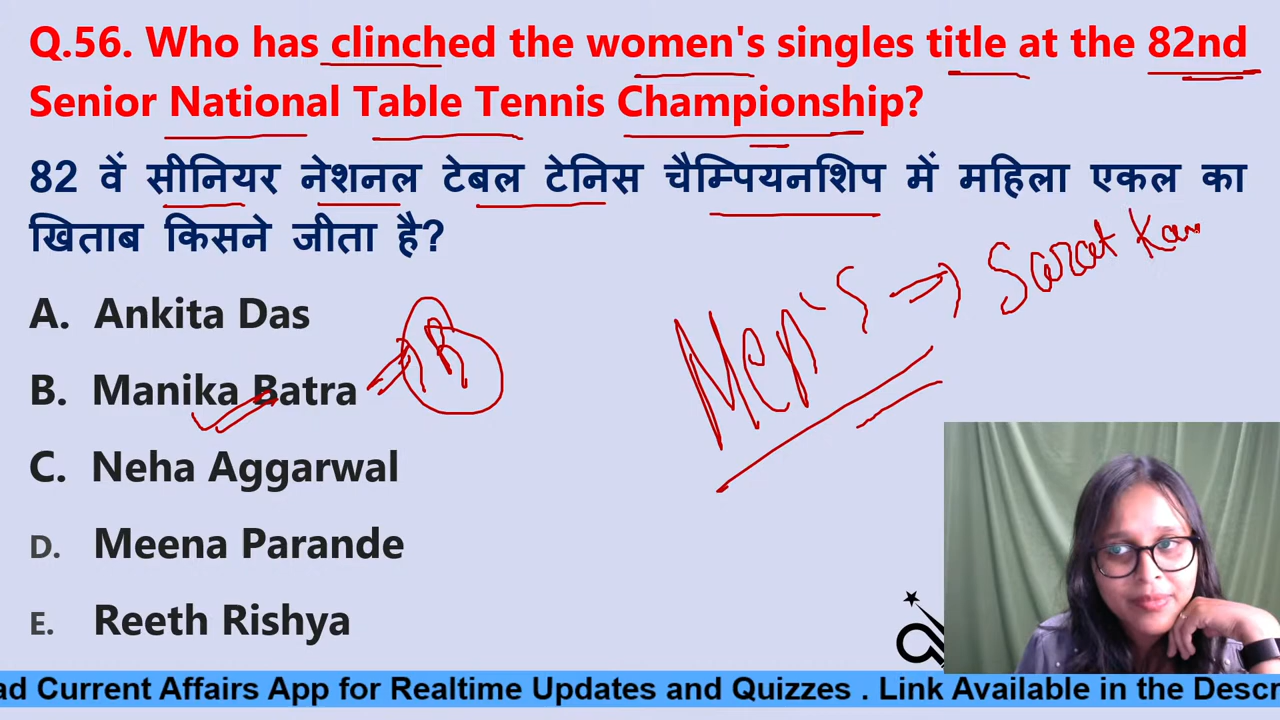 Q.56. Who has clinched the women's singles title at the 82nd
Senior National Table Tennis Championship?
82 वें सीनियर नेशनल टेबल टेनिस चैम्पियनशिप में महिला एकल का
खिताब किसने जीता है?
Men's ⇒ Sarat Kam
A. Ankita Das
B. Manika Batra
C. Neha Aggarwal
D. Meena Parande
E. Reeth Rishya
ad Current Affairs App for Realtime Updates and Quizzes . Link Available in the Descr